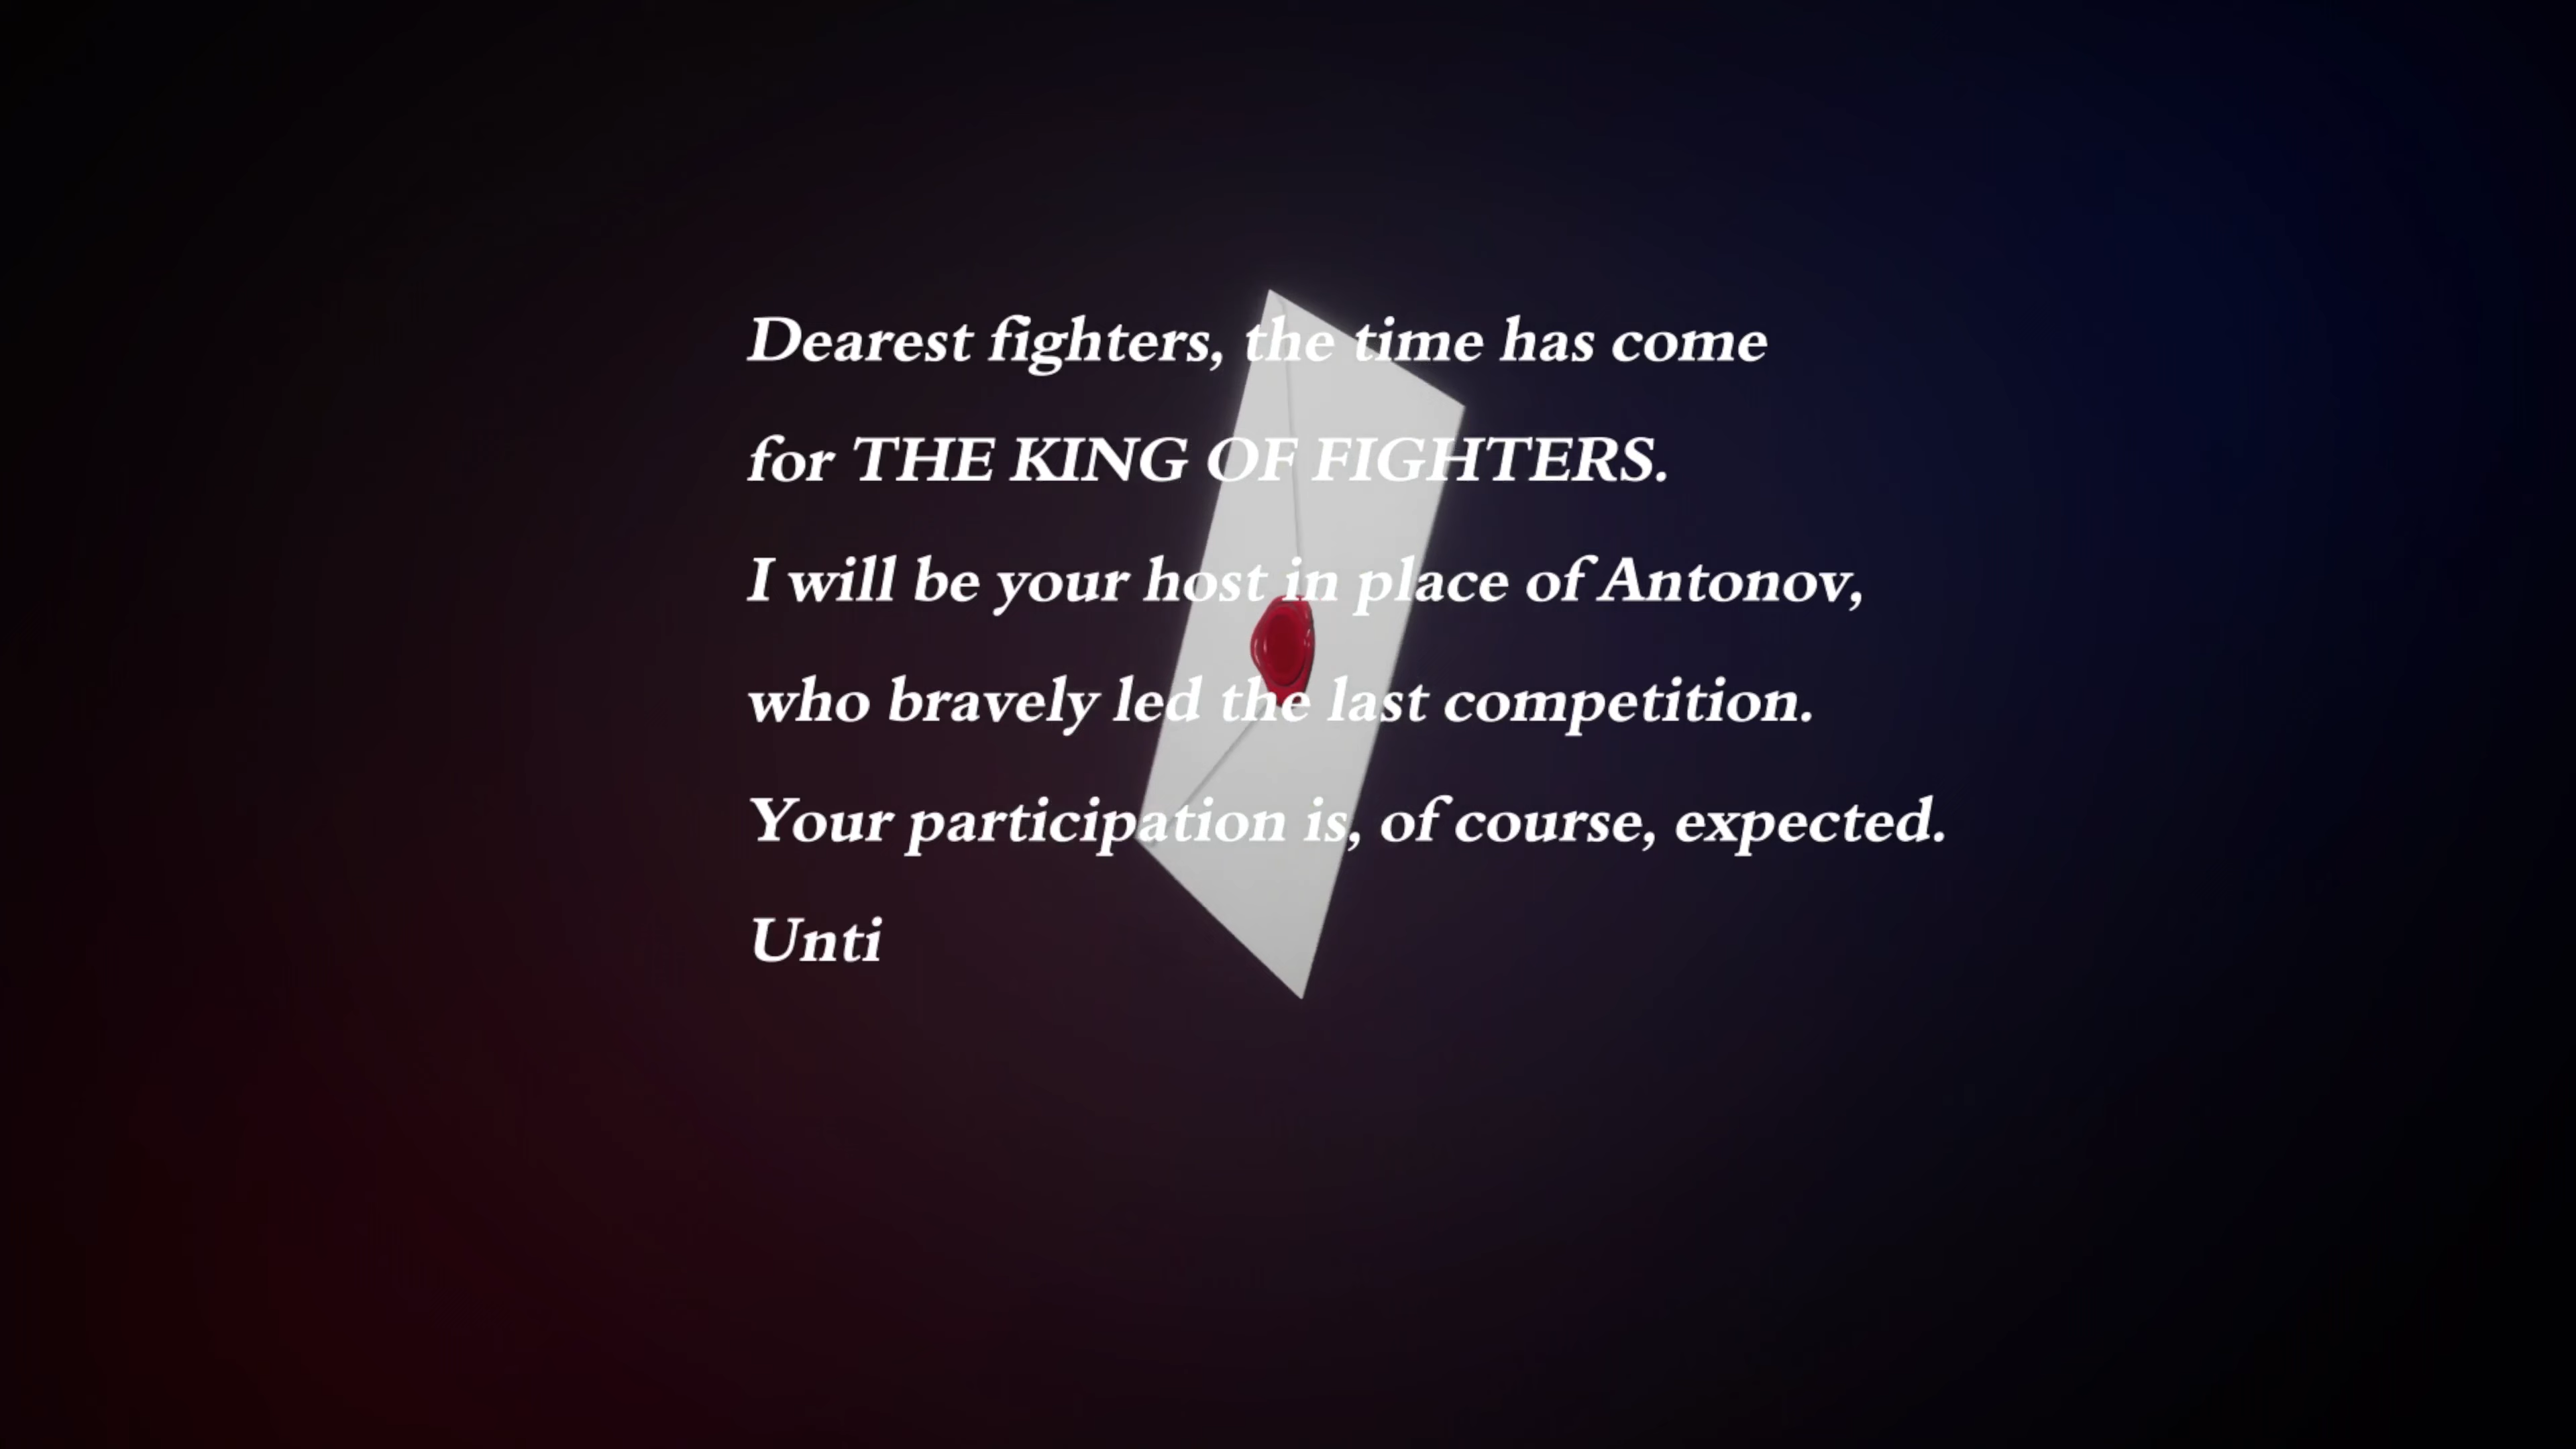 Dearest fighters, the time has come
for THE KING OF FIGHTERS.
I will be your host in place of Antonov,
who bravely led the last competition.
Your participation is, of course, expected.
Unti